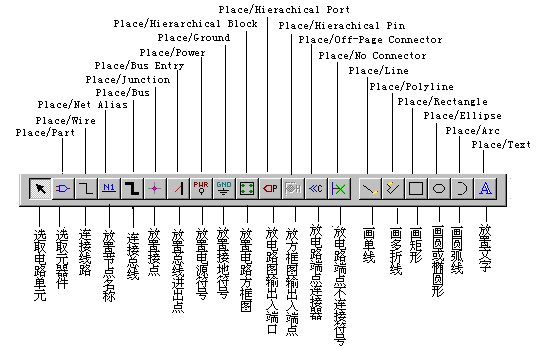 Place/Hierachical Port
Place/Hierarchical Block
Place/Hierachical Pin
Place/Ground
Place/Off-Page Connector
Place/Power
Place/No Connector
Place/Bus Entry
Place/Line
Place/Junction
Place/Polyline
Place/Bus
Place/Rectangle
Place/Net Alias
Place/Ellipse
Place/Wire
Place/Arc
Place/Part
Place/Text
N1
PWR
GND
P
H
C
A
选取电路单元
选取元器件
连接线路
放置节点名称
连接总线
放置接点
放置总线进出点
放置电源符号
放置接地符号
放置电路方框图
放电路图输出入端口
放方框图输出入端点
放电路端点连接器
放电路端点不连接符号
画单线
画多折线
画矩形
画圆或椭圆形
画圆弧线
放置文字